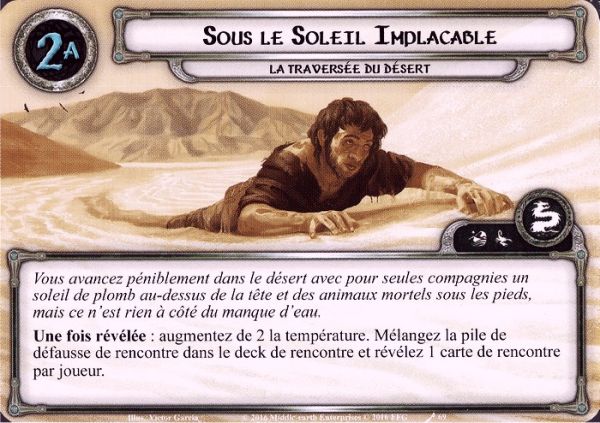 2A
SOUS LE SOLEIL IMPLACABLE
LA TRAVERSÉE DU DÉSERT
Vous avancez péniblement dans le désert avec pour seules compagnies un
soleil de plomb au-dessus de la tête et des animaux mortels sous les pieds,
mais ce n'est rien à côté du manque d'eau.
Une fois révélée : augmentez de 2 la température. Mélangez la pile de
défausse de rencontre dans le deck de rencontre et révélez 1 carte de rencontre
par joueur.
Illus. Victor Garcia © 2016 Middle-earth Enterprises © 2016 FFG 69